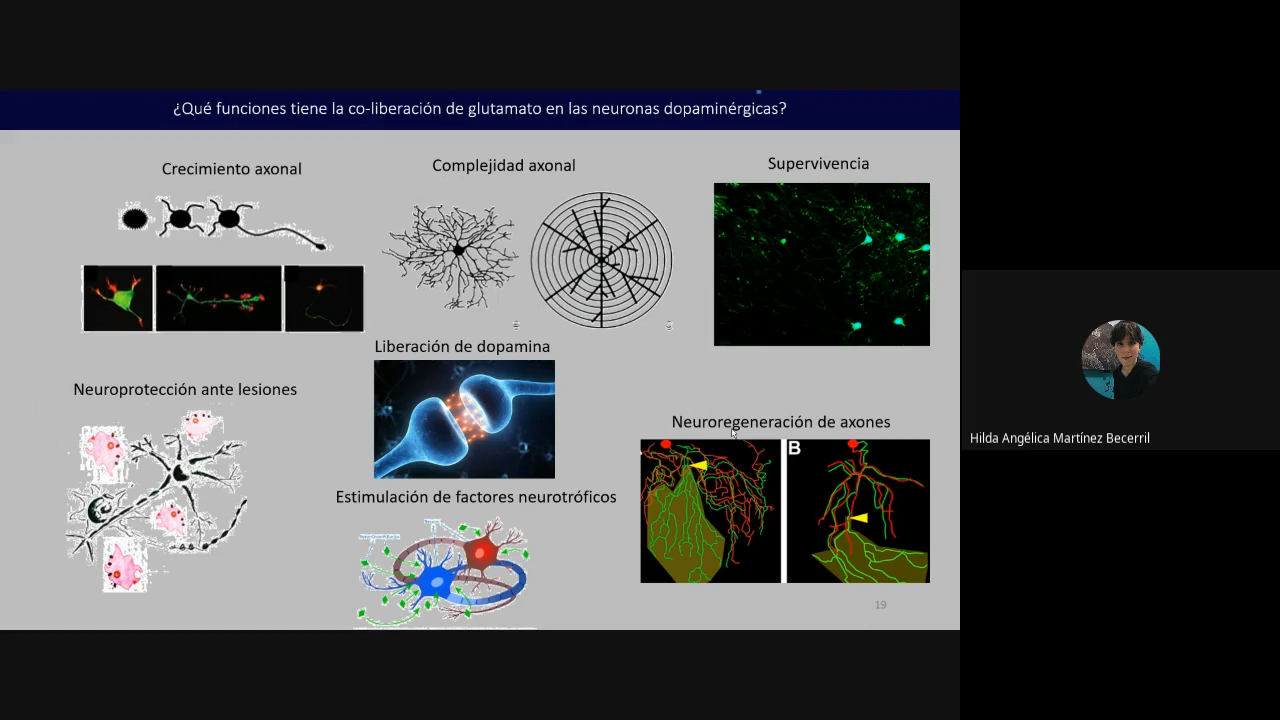 ¿Qué funciones tiene la co-liberación de glutamato en las neuronas dopaminérgicas?
Crecimiento axonal
Complejidad axonal
Supervivencia
Liberación de dopamina
Neuroprotección ante lesiones
Neuroregeneración de axones
B
Estimulación de factores neurotróficos
19
Hilda Angélica Martínez Becerril